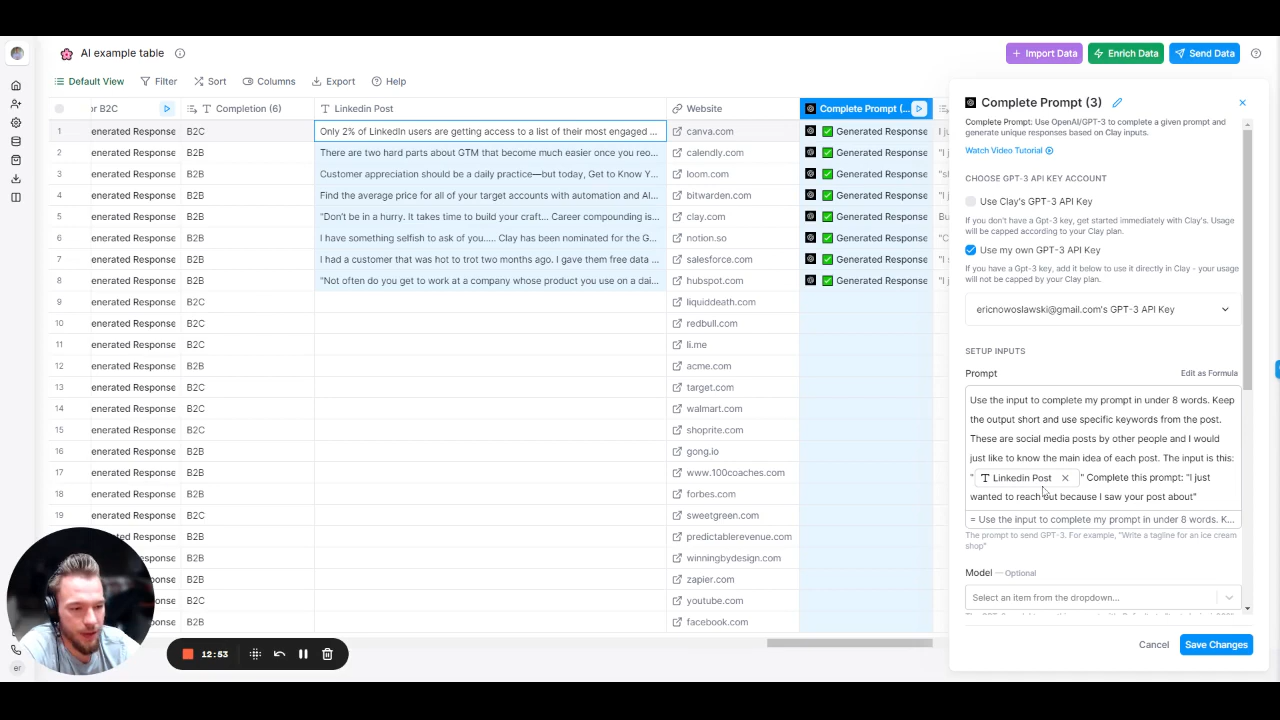 AI example table
Import Data
Enrich Data
Send Data
Default View
Filter
Sort
Columns
Export
Help
or B2C
Completion (6)
Linkedin Post
Website
Complete Prompt (...
1 enerated Response B2C Only 2% of LinkedIn users are getting access to a list of their most engaged ... canva.com Generated Response
2 enerated Response B2B There are two hard parts about GTM that become much easier once you reo... calendly.com Generated Response
3 enerated Response B2B Customer appreciation should be a daily practice—but today, Get to Know Y... loom.com Generated Response
4 enerated Response B2B Find the average price for all of your target accounts with automation and AI... bitwarden.com Generated Response
5 enerated Response B2B "Don't be in a hurry. It takes time to build your craft... Career compounding is... clay.com Generated Response
6 enerated Response B2B I have something selfish to ask of you..... Clay has been nominated for the G... notion.so Generated Response
7 enerated Response B2B I had a customer that was hot to trot two months ago. I gave them free data ... salesforce.com Generated Response
8 enerated Response B2B "Not often do you get to work at a company whose product you use on a dai... hubspot.com Generated Response
9 enerated Response B2C liquiddeath.com
10 enerated Response B2C redbull.com
11 enerated Response B2C li.me
12 enerated Response B2B acme.com
13 enerated Response B2C target.com
14 enerated Response B2C walmart.com
15 enerated Response B2C shoprite.com
16 enerated Response B2B gong.io
17 enerated Response B2B www.100coaches.com
18 enerated Response B2B forbes.com
19 enerated Response B2C sweetgreen.com
enerated Response B2B predictablerevenue.com
enerated Response B2B winningbydesign.com
enerated Response B2B zapier.com
enerated Response B2C youtube.com
enerated Response B2B facebook.com
12:53
Complete Prompt (3)
Complete Prompt: Use OpenAI/GPT-3 to complete a given prompt and
generate unique responses based on Clay inputs.
Watch Video Tutorial
CHOOSE GPT-3 API KEY ACCOUNT
Use Clay's GPT-3 API Key
If you don't have a Gpt-3 key, get started immediately with Clay's. Usage
will be capped according to your Clay plan.
Use my own GPT-3 API Key
If you have a Gpt-3 key, add it below to use it directly in Clay - your usage
will not be capped by your Clay plan.
ericnowoslawski@gmail.com's GPT-3 API Key
SETUP INPUTS
Prompt Edit as Formula
Use the input to complete my prompt in under 8 words. Keep
the output short and use specific keywords from the post.
These are social media posts by other people and I would
just like to know the main idea of each post. The input is this:
" Linkedin Post " Complete this prompt: "I just
wanted to reach out because I saw your post about"
= Use the input to complete my prompt in under 8 words. K...
The prompt to send GPT-3. For example, "Write a tagline for an ice cream
shop"
Model — Optional
Select an item from the dropdown...
Cancel
Save Changes